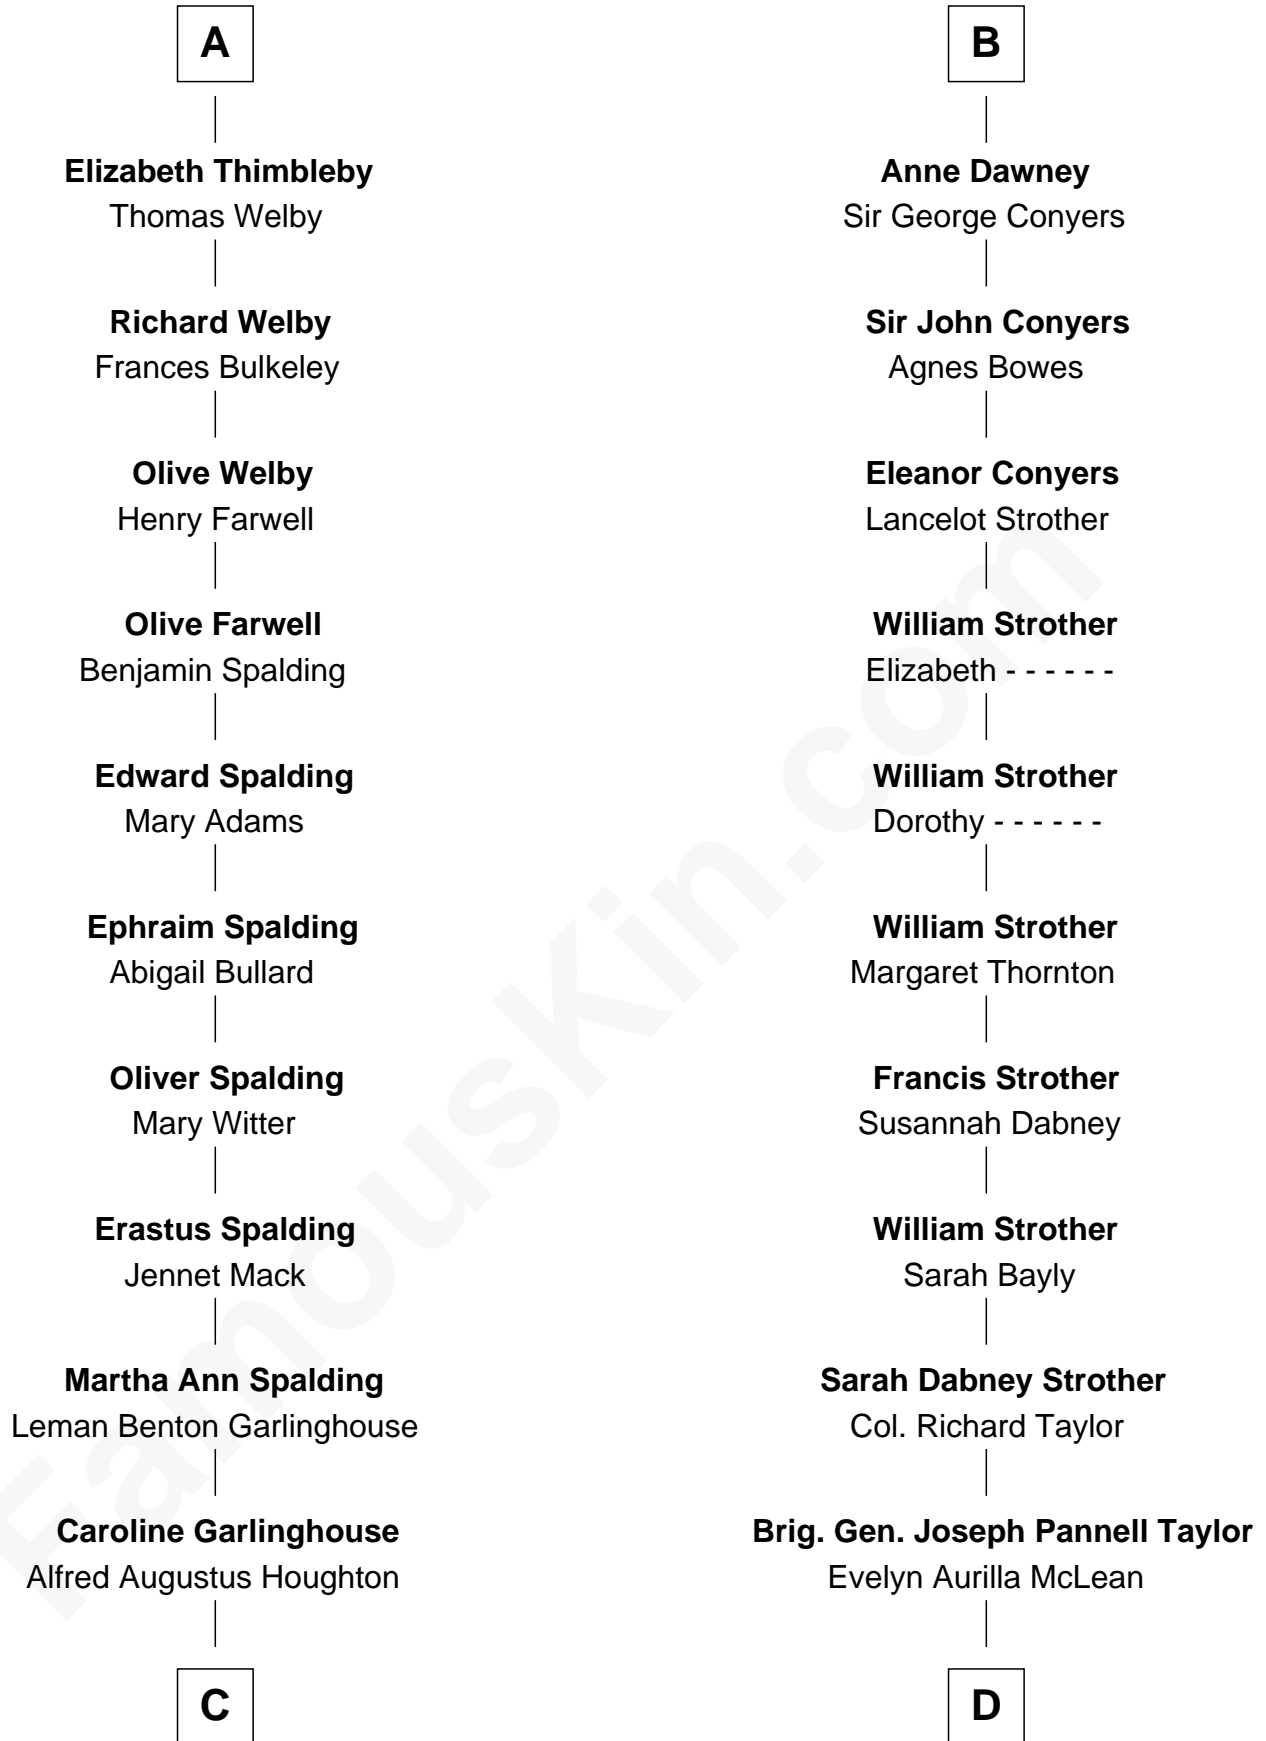 A
Elizabeth Thimbleby
Thomas Welby
Richard Welby
Frances Bulkeley
Olive Welby
Henry Farwell
Olive Farwell
Benjamin Spalding
Edward Spalding
Mary Adams
Ephraim Spalding
Abigail Bullard
Oliver Spalding
Mary Witter
Erastus Spalding
Jennet Mack
Martha Ann Spalding
Leman Benton Garlinghouse
Caroline Garlinghouse
Alfred Augustus Houghton
C
B
Anne Dawney
Sir George Conyers
Sir John Conyers
Agnes Bowes
Eleanor Conyers
Lancelot Strother
William Strother
Elizabeth - - - - - -
William Strother
Dorothy - - - - - -
William Strother
Margaret Thornton
Francis Strother
Susannah Dabney
William Strother
Sarah Bayly
Sarah Dabney Strother
Col. Richard Taylor
Brig. Gen. Joseph Pannell Taylor
Evelyn Aurilla McLean
D
FamousKin.com